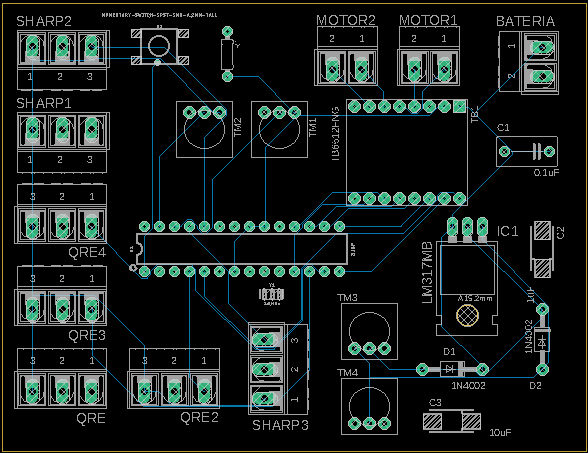 SHARP2
MOMENTARY-SWITCH-SPST-SMD-6.2MM-TALL
MOTOR2
MOTOR1
BATERIA
1 2 3
2 1
2 1
1
2
SHARP1
1 2 3
TM2
TM1
TB6612FNG
C1
0.1uF
3 2 1
QRE4
LM317MB
IC1
C2
A15,2mm
3 2 1
QRE3
Y1
TM3
3
2
1
1N4002
D2
3 2 1
QRE
3 2 1
QRE2
SHARP3
TM4
D1
1N4002
C3
10uF